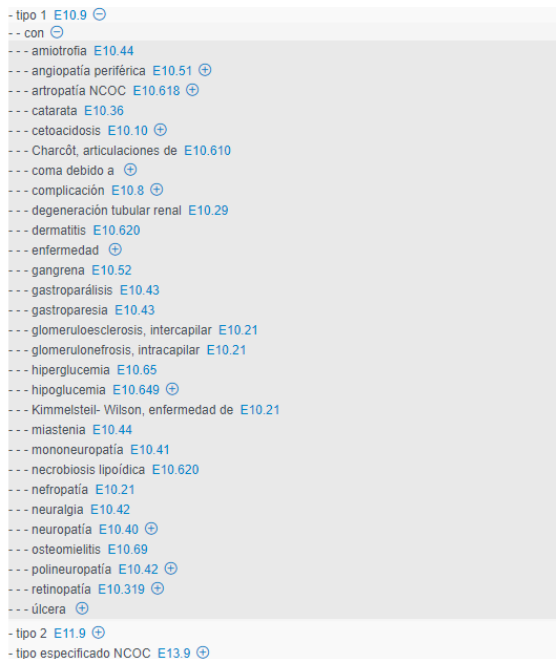 - tipo 1 E10.9
- - con
- - - amiotrofia E10.44
- - - angiopatía periférica E10.51
- - - artropatía NCOC E10.618
- - - catarata E10.36
- - - cetoacidosis E10.10
- - - Charcôt, articulaciones de E10.610
- - - coma debido a
- - - complicación E10.8
- - - degeneración tubular renal E10.29
- - - dermatitis E10.620
- - - enfermedad
- - - gangrena E10.52
- - - gastroparálisis E10.43
- - - gastroparesia E10.43
- - - glomeruloesclerosis, intercapilar E10.21
- - - glomerulonefrosis, intracapilar E10.21
- - - hiperglucemia E10.65
- - - hipoglucemia E10.649
- - - Kimmelsteil- Wilson, enfermedad de E10.21
- - - miastenia E10.44
- - - mononeuropatía E10.41
- - - necrobiosis lipoídica E10.620
- - - nefropatía E10.21
- - - neuralgia E10.42
- - - neuropatía E10.40
- - - osteomielitis E10.69
- - - polineuropatía E10.42
- - - retinopatía E10.319
- - - úlcera
- tipo 2 E11.9
- tipo especificado NCOC E13.9